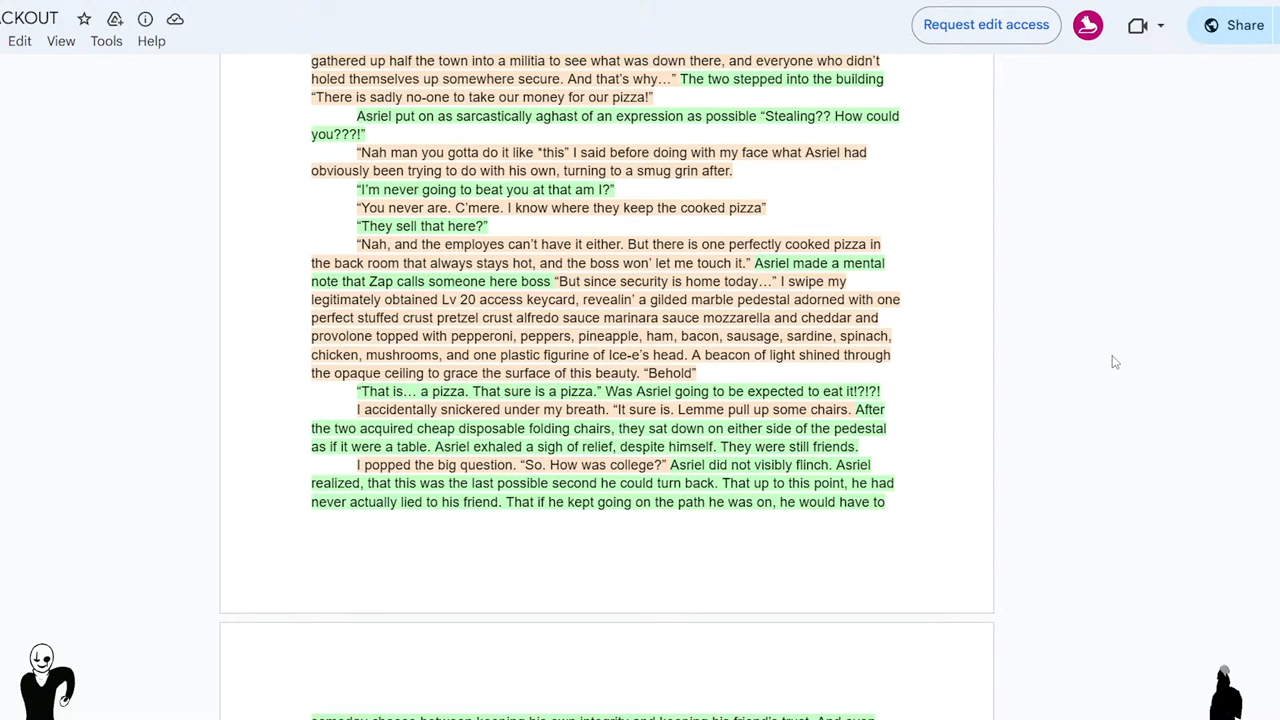 CKOUT
Edit View Tools Help
Request edit access
Share
gathered up half the town into a militia to see what was down there, and everyone who didn't
holed themselves up somewhere secure. And that's why…” The two stepped into the building
“There is sadly no-one to take our money for our pizza!”
Asriel put on as sarcastically aghast of an expression as possible “Stealing?? How could
you???!”
“Nah man you gotta do it like *this” I said before doing with my face what Asriel had
obviously been trying to do with his own, turning to a smug grin after.
“I'm never going to beat you at that am I?”
“You never are. C'mere. I know where they keep the cooked pizza”
“They sell that here?”
“Nah, and the employes can't have it either. But there is one perfectly cooked pizza in
the back room that always stays hot, and the boss won' let me touch it.” Asriel made a mental
note that Zap calls someone here boss “But since security is home today…” I swipe my
legitimately obtained Lv 20 access keycard, revealin' a gilded marble pedestal adorned with one
perfect stuffed crust pretzel crust alfredo sauce marinara sauce mozzarella and cheddar and
provolone topped with pepperoni, peppers, pineapple, ham, bacon, sausage, sardine, spinach,
chicken, mushrooms, and one plastic figurine of Ice-e's head. A beacon of light shined through
the opaque ceiling to grace the surface of this beauty. “Behold”
“That is… a pizza. That sure is a pizza.” Was Asriel going to be expected to eat it!?!?!
I accidentally snickered under my breath. “It sure is. Lemme pull up some chairs. After
the two acquired cheap disposable folding chairs, they sat down on either side of the pedestal
as if it were a table. Asriel exhaled a sigh of relief, despite himself. They were still friends.
I popped the big question. “So. How was college?” Asriel did not visibly flinch. Asriel
realized, that this was the last possible second he could turn back. That up to this point, he had
never actually lied to his friend. That if he kept going on the path he was on, he would have to
someday choose between keeping his own integrity and keeping his friend's trust. And even